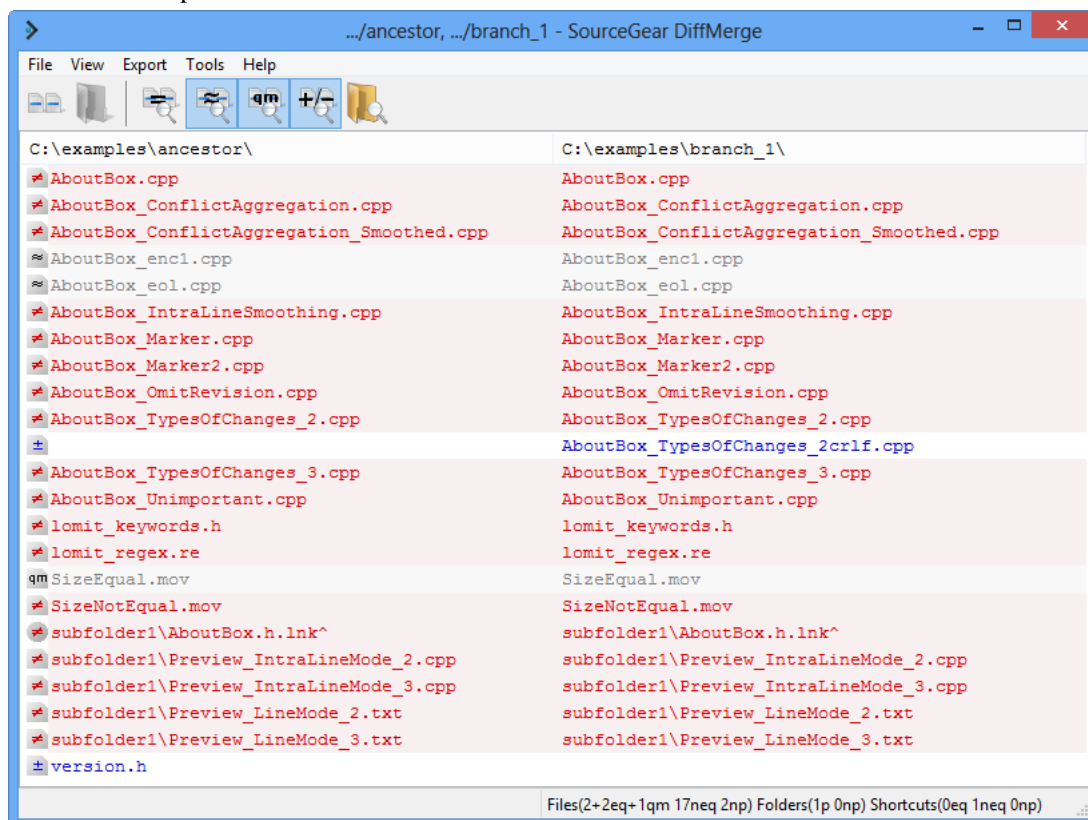 .../ancestor, .../branch_1 - SourceGear DiffMerge
File View Export Tools Help
= ≈ qm +/-
C:\examples\ancestor\ C:\examples\branch_1\
≠ AboutBox.cpp AboutBox.cpp
≠ AboutBox_ConflictAggregation.cpp AboutBox_ConflictAggregation.cpp
≠ AboutBox_ConflictAggregation_Smoothed.cpp AboutBox_ConflictAggregation_Smoothed.cpp
≈ AboutBox_enc1.cpp AboutBox_enc1.cpp
≈ AboutBox_eol.cpp AboutBox_eol.cpp
≠ AboutBox_IntraLineSmoothing.cpp AboutBox_IntraLineSmoothing.cpp
≠ AboutBox_Marker.cpp AboutBox_Marker.cpp
≠ AboutBox_Marker2.cpp AboutBox_Marker2.cpp
≠ AboutBox_OmitRevision.cpp AboutBox_OmitRevision.cpp
≠ AboutBox_TypesOfChanges_2.cpp AboutBox_TypesOfChanges_2.cpp
± AboutBox_TypesOfChanges_2crlf.cpp
≠ AboutBox_TypesOfChanges_3.cpp AboutBox_TypesOfChanges_3.cpp
≠ AboutBox_Unimportant.cpp AboutBox_Unimportant.cpp
≠ lomit_keywords.h lomit_keywords.h
≠ lomit_regex.re lomit_regex.re
qm SizeEqual.mov SizeEqual.mov
≠ SizeNotEqual.mov SizeNotEqual.mov
≠ subfolder1\AboutBox.h.lnk^ subfolder1\AboutBox.h.lnk^
≠ subfolder1\Preview_IntraLineMode_2.cpp subfolder1\Preview_IntraLineMode_2.cpp
≠ subfolder1\Preview_IntraLineMode_3.cpp subfolder1\Preview_IntraLineMode_3.cpp
≠ subfolder1\Preview_LineMode_2.txt subfolder1\Preview_LineMode_2.txt
≠ subfolder1\Preview_LineMode_3.txt subfolder1\Preview_LineMode_3.txt
± version.h
Files(2+2eq+1qm 17neq 2np) Folders(1p 0np) Shortcuts(0eq 1neq 0np)